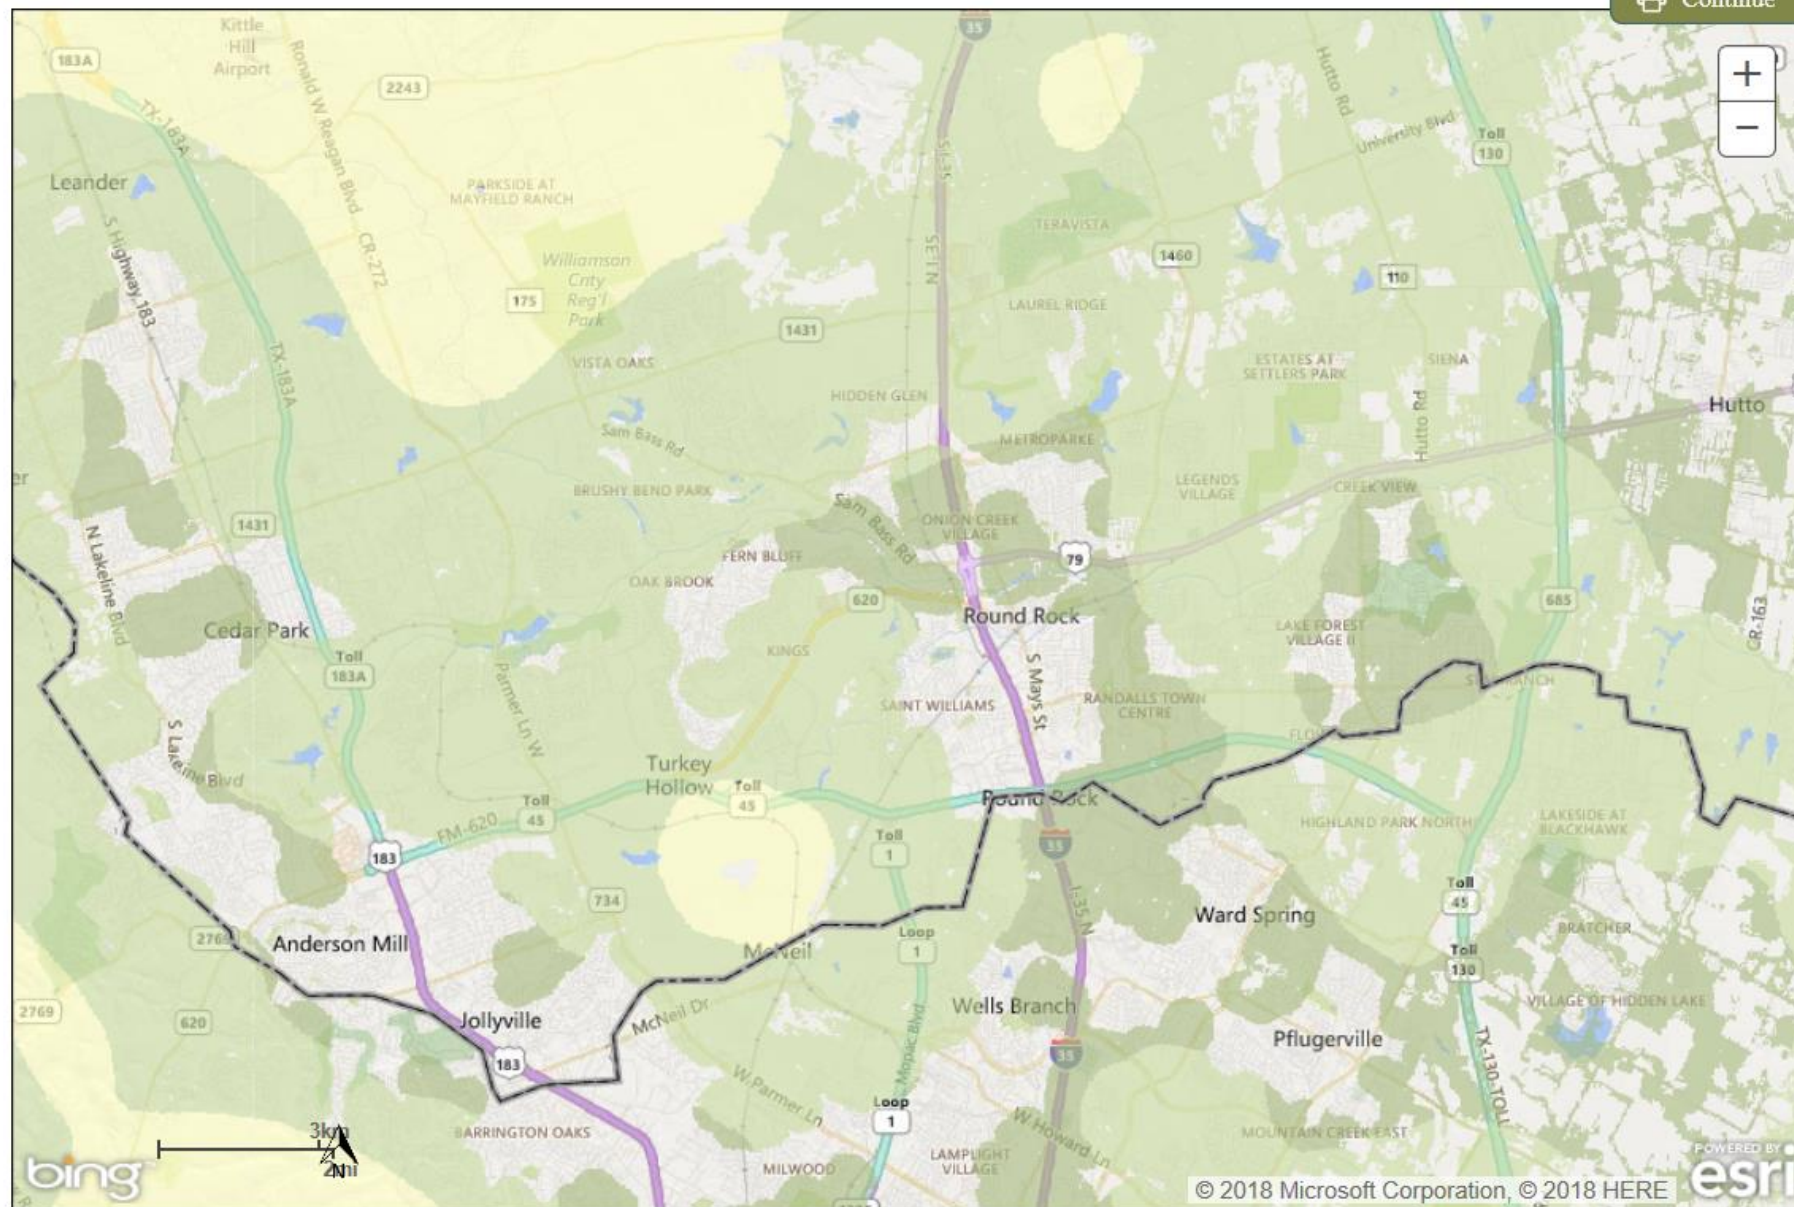 Continue
Kittle
Hill
Airport
183A
2243
35
Hutto Rd
Ronald W Reagan Blvd
TX-183A
SI-35
University Blvd
Toll
130
Leander
PARKSIDE AT
MAYFIELD RANCH
S Highway 183
CR-272
TERAVISTA
Williamson
Cnty
Reg'l
Park
175
1460
110
LAUREL RIDGE
1431
TX-183A
VISTA OAKS
ESTATES AT
SETTLERS PARK
SIENA
HIDDEN GLEN
Hutto
Hutto Rd
Sam Bass Rd
METROPARKE
er
BRUSHY BEND PARK
LEGENDS
VILLAGE
CREEK VIEW
Sam Bass Rd
1431
ONION CREEK
VILLAGE
N Lakeline Blvd
FERN BLUFF
79
OAK BROOK
620
685
CR-163
Round Rock
Cedar Park
LAKE FOREST
VILLAGE II
KINGS
Toll
183A
Parmer Ln W
S Mays St
SAINT WILLIAMS
RANDALLS TOWN
CENTRE
S Lakeline Blvd
Turkey
Hollow
Toll
45
Round Rock
Toll
45
FM-620
HIGHLAND PARK NORTH
LAKESIDE AT
BLACKHAWK
Toll
1
35
183
734
Toll
45
Ward Spring
I-35 N
BRATCHER
Anderson Mill
McNeil
Loop
1
Toll
130
2769
620
Jollyville
McNeil Dr
Wells Branch
VILLAGE OF HIDDEN LAKE
Pflugerville
183
35
N Mopac Blvd
TX-130-TOLL
W Parmer Ln
Loop
1
3km
2mi
N
BARRINGTON OAKS
W Howard Ln
MOUNTAIN CREEK EAST
MILWOOD
LAMPLIGHT
VILLAGE
bing
© 2018 Microsoft Corporation, © 2018 HERE
POWERED BY
esri